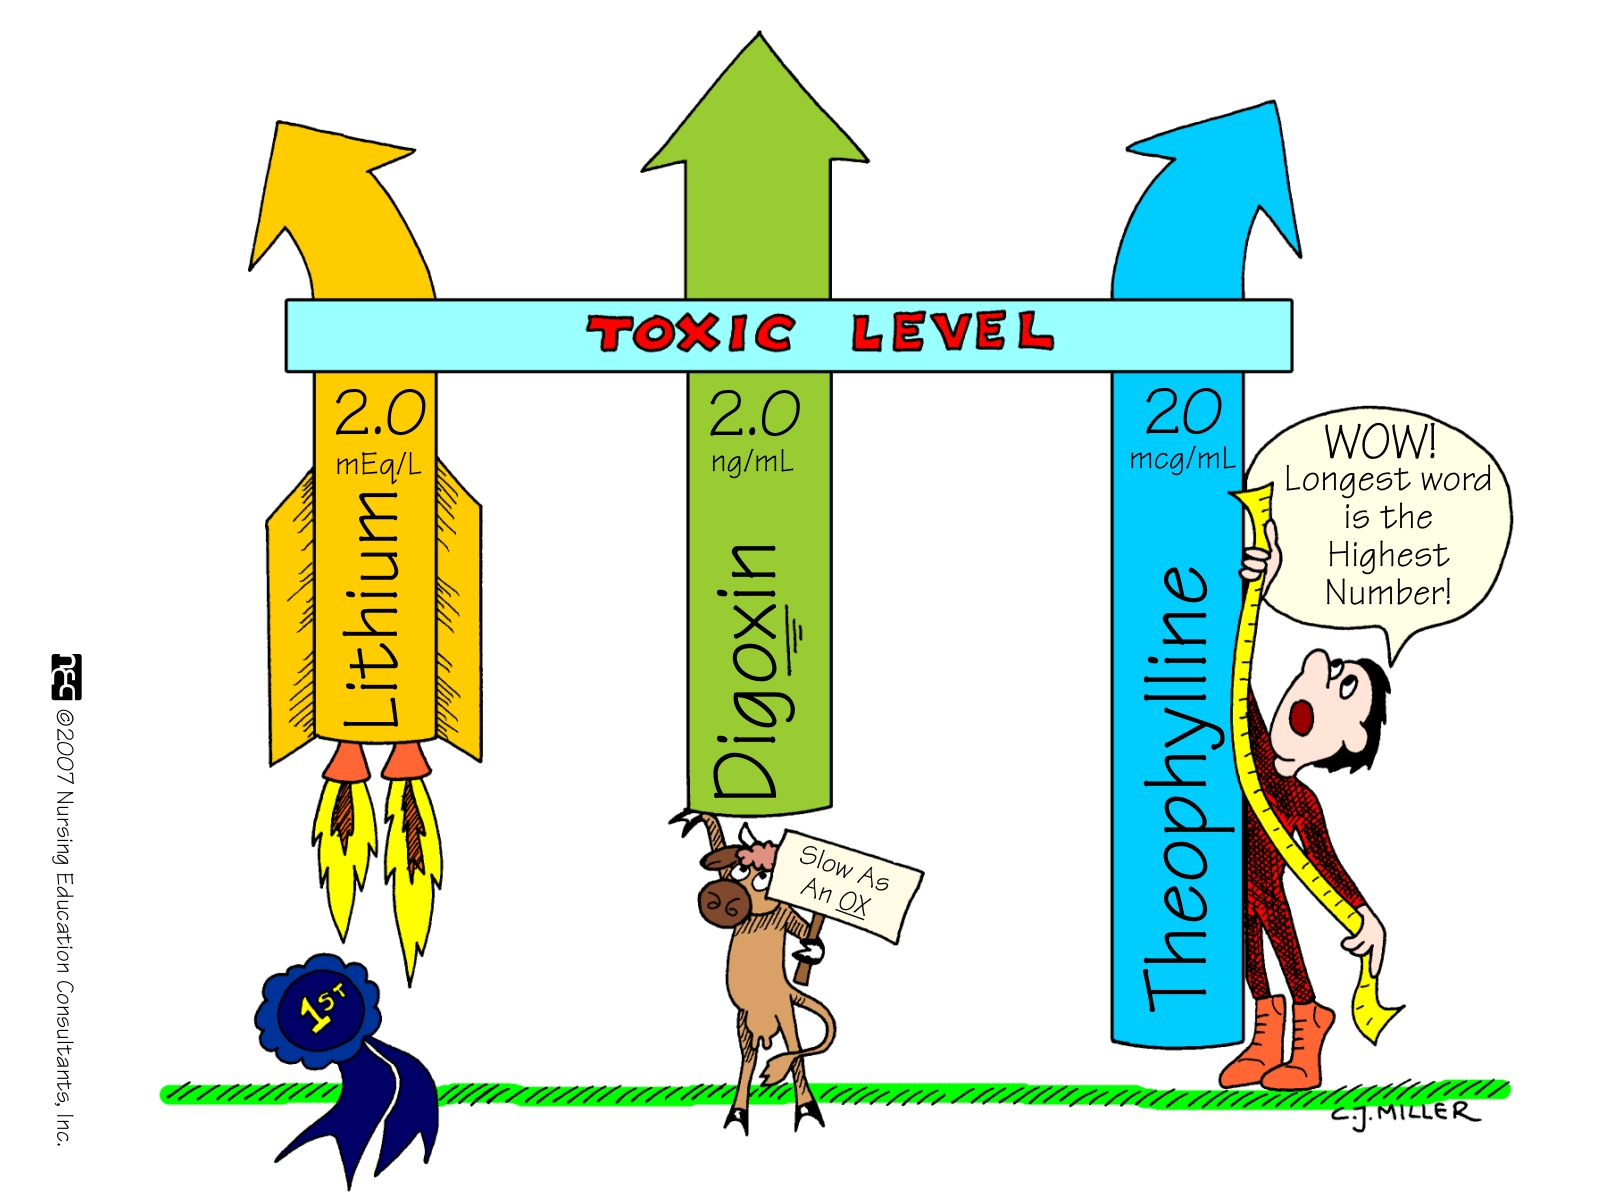 TOXIC LEVEL
2.0
mEq/L
Lithium
2.0
ng/mL
Digoxin
20
mcg/mL
Theophylline
WOW!
Longest word
is the
Highest
Number!
Slow As
An OX
1ST
C.J. MILLER
nec ©2007 Nursing Education Consultants, Inc.